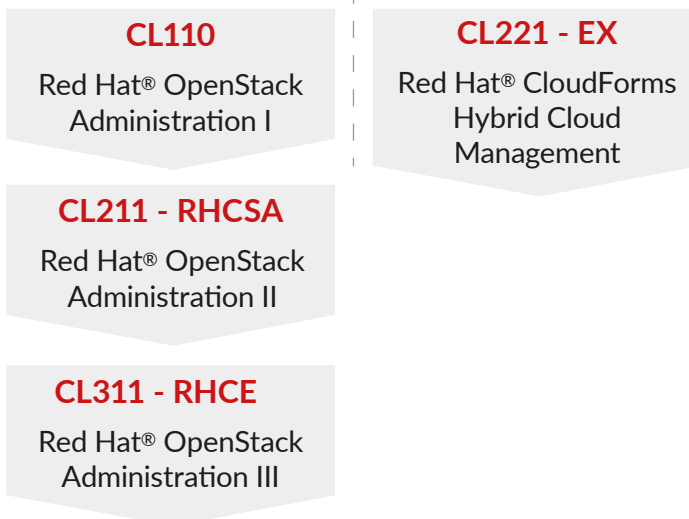 CL110
Red Hat® OpenStack
Administration I
CL211 - RHCSA
Red Hat® OpenStack
Administration II
CL311 - RHCE
Red Hat® OpenStack
Administration III
CL221 - EX
Red Hat® CloudForms
Hybrid Cloud
Management